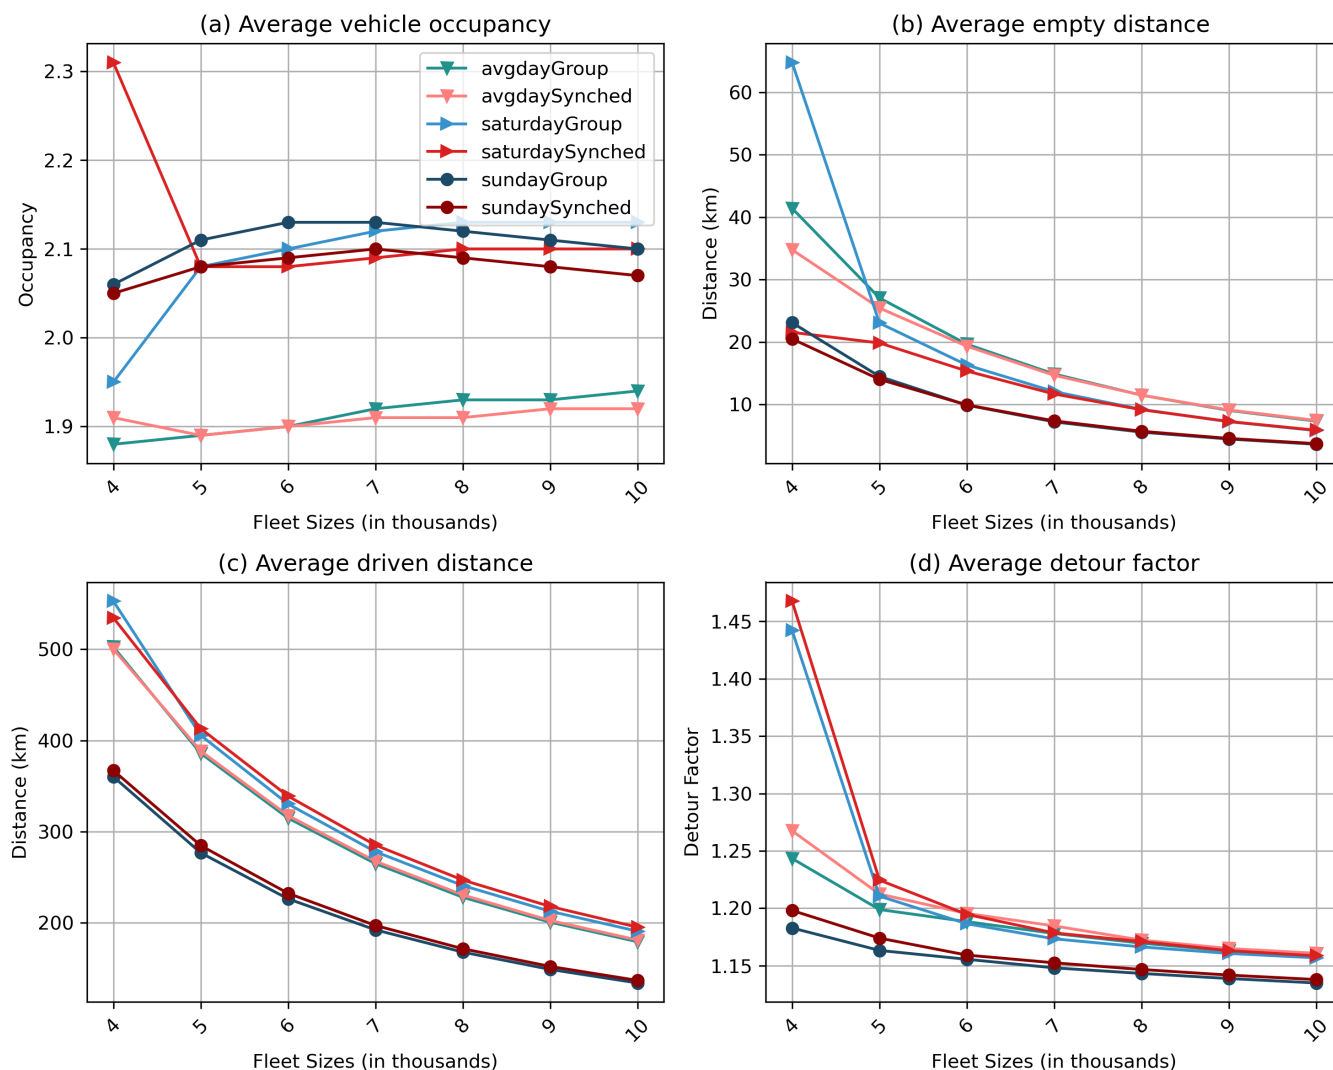 (a) Average vehicle occupancy
2.3
2.2
2.1
2.0
1.9
Occupancy
avgdayGroup
avgdaySynched
saturdayGroup
saturdaySynched
sundayGroup
sundaySynched
4 5 6 7 8 9 10
Fleet Sizes (in thousands)
(b) Average empty distance
60
50
40
30
20
10
Distance (km)
4 5 6 7 8 9 10
Fleet Sizes (in thousands)
(c) Average driven distance
500
400
300
200
Distance (km)
4 5 6 7 8 9 10
Fleet Sizes (in thousands)
(d) Average detour factor
1.45
1.40
1.35
1.30
1.25
1.20
1.15
Detour Factor
4 5 6 7 8 9 10
Fleet Sizes (in thousands)